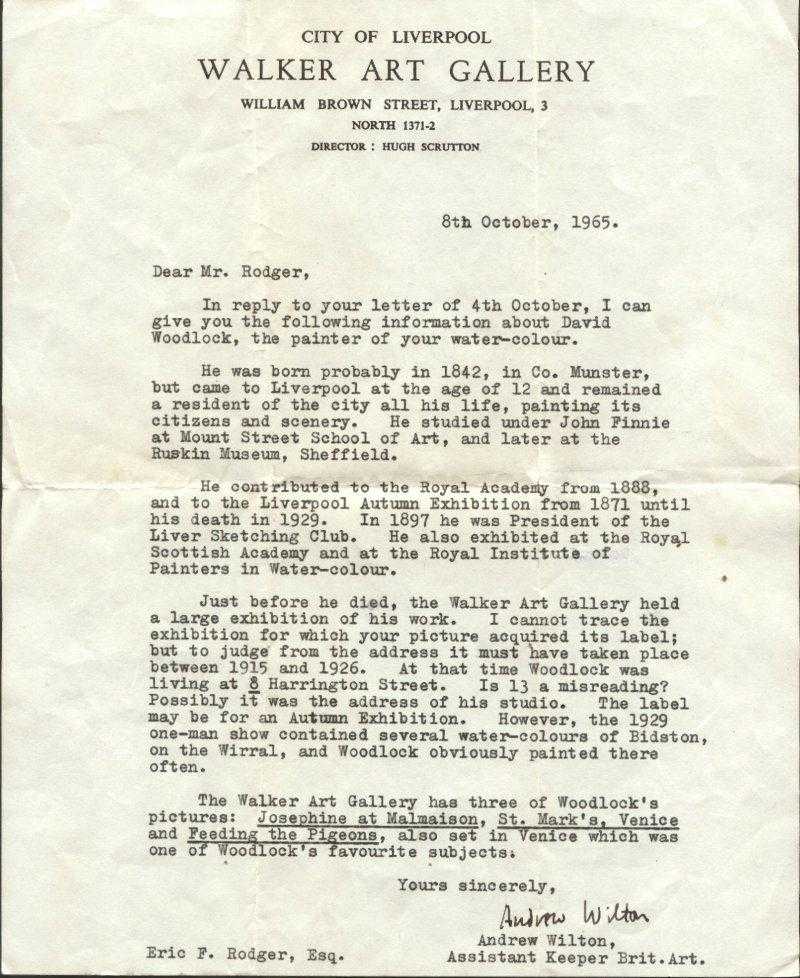 CITY OF LIVERPOOL
WALKER ART GALLERY
WILLIAM BROWN STREET, LIVERPOOL, 3
NORTH 1371-2
DIRECTOR : HUGH SCRUTTON
8th October, 1965.
Dear Mr. Rodger,
In reply to your letter of 4th October, I can
give you the following information about David
Woodlock, the painter of your water-colour.
He was born probably in 1842, in Co. Munster,
but came to Liverpool at the age of 12 and remained
a resident of the city all his life, painting its
citizens and scenery. He studied under John Finnie
at Mount Street School of Art, and later at the
Ruskin Museum, Sheffield.
He contributed to the Royal Academy from 1888,
and to the Liverpool Autumn Exhibition from 1871 until
his death in 1929. In 1897 he was President of the
Liver Sketching Club. He also exhibited at the Royal
Scottish Academy and at the Royal Institute of
Painters in Water-colour.
Just before he died, the Walker Art Gallery held
a large exhibition of his work. I cannot trace the
exhibition for which your picture acquired its label;
but to judge from the address it must have taken place
between 1915 and 1926. At that time Woodlock was
living at 8 Harrington Street. Is 13 a misreading?
Possibly it was the address of his studio. The label
may be for an Autumn Exhibition. However, the 1929
one-man show contained several water-colours of Bidston,
on the Wirral, and Woodlock obviously painted there
often.
The Walker Art Gallery has three of Woodlock's
pictures: Josephine at Malmaison, St. Mark's, Venice
and Feeding the Pigeons, also set in Venice which was
one of Woodlock's favourite subjects.
Yours sincerely,
Andrew Wilton
Andrew Wilton,
Assistant Keeper Brit.Art.
Eric F. Rodger, Esq.